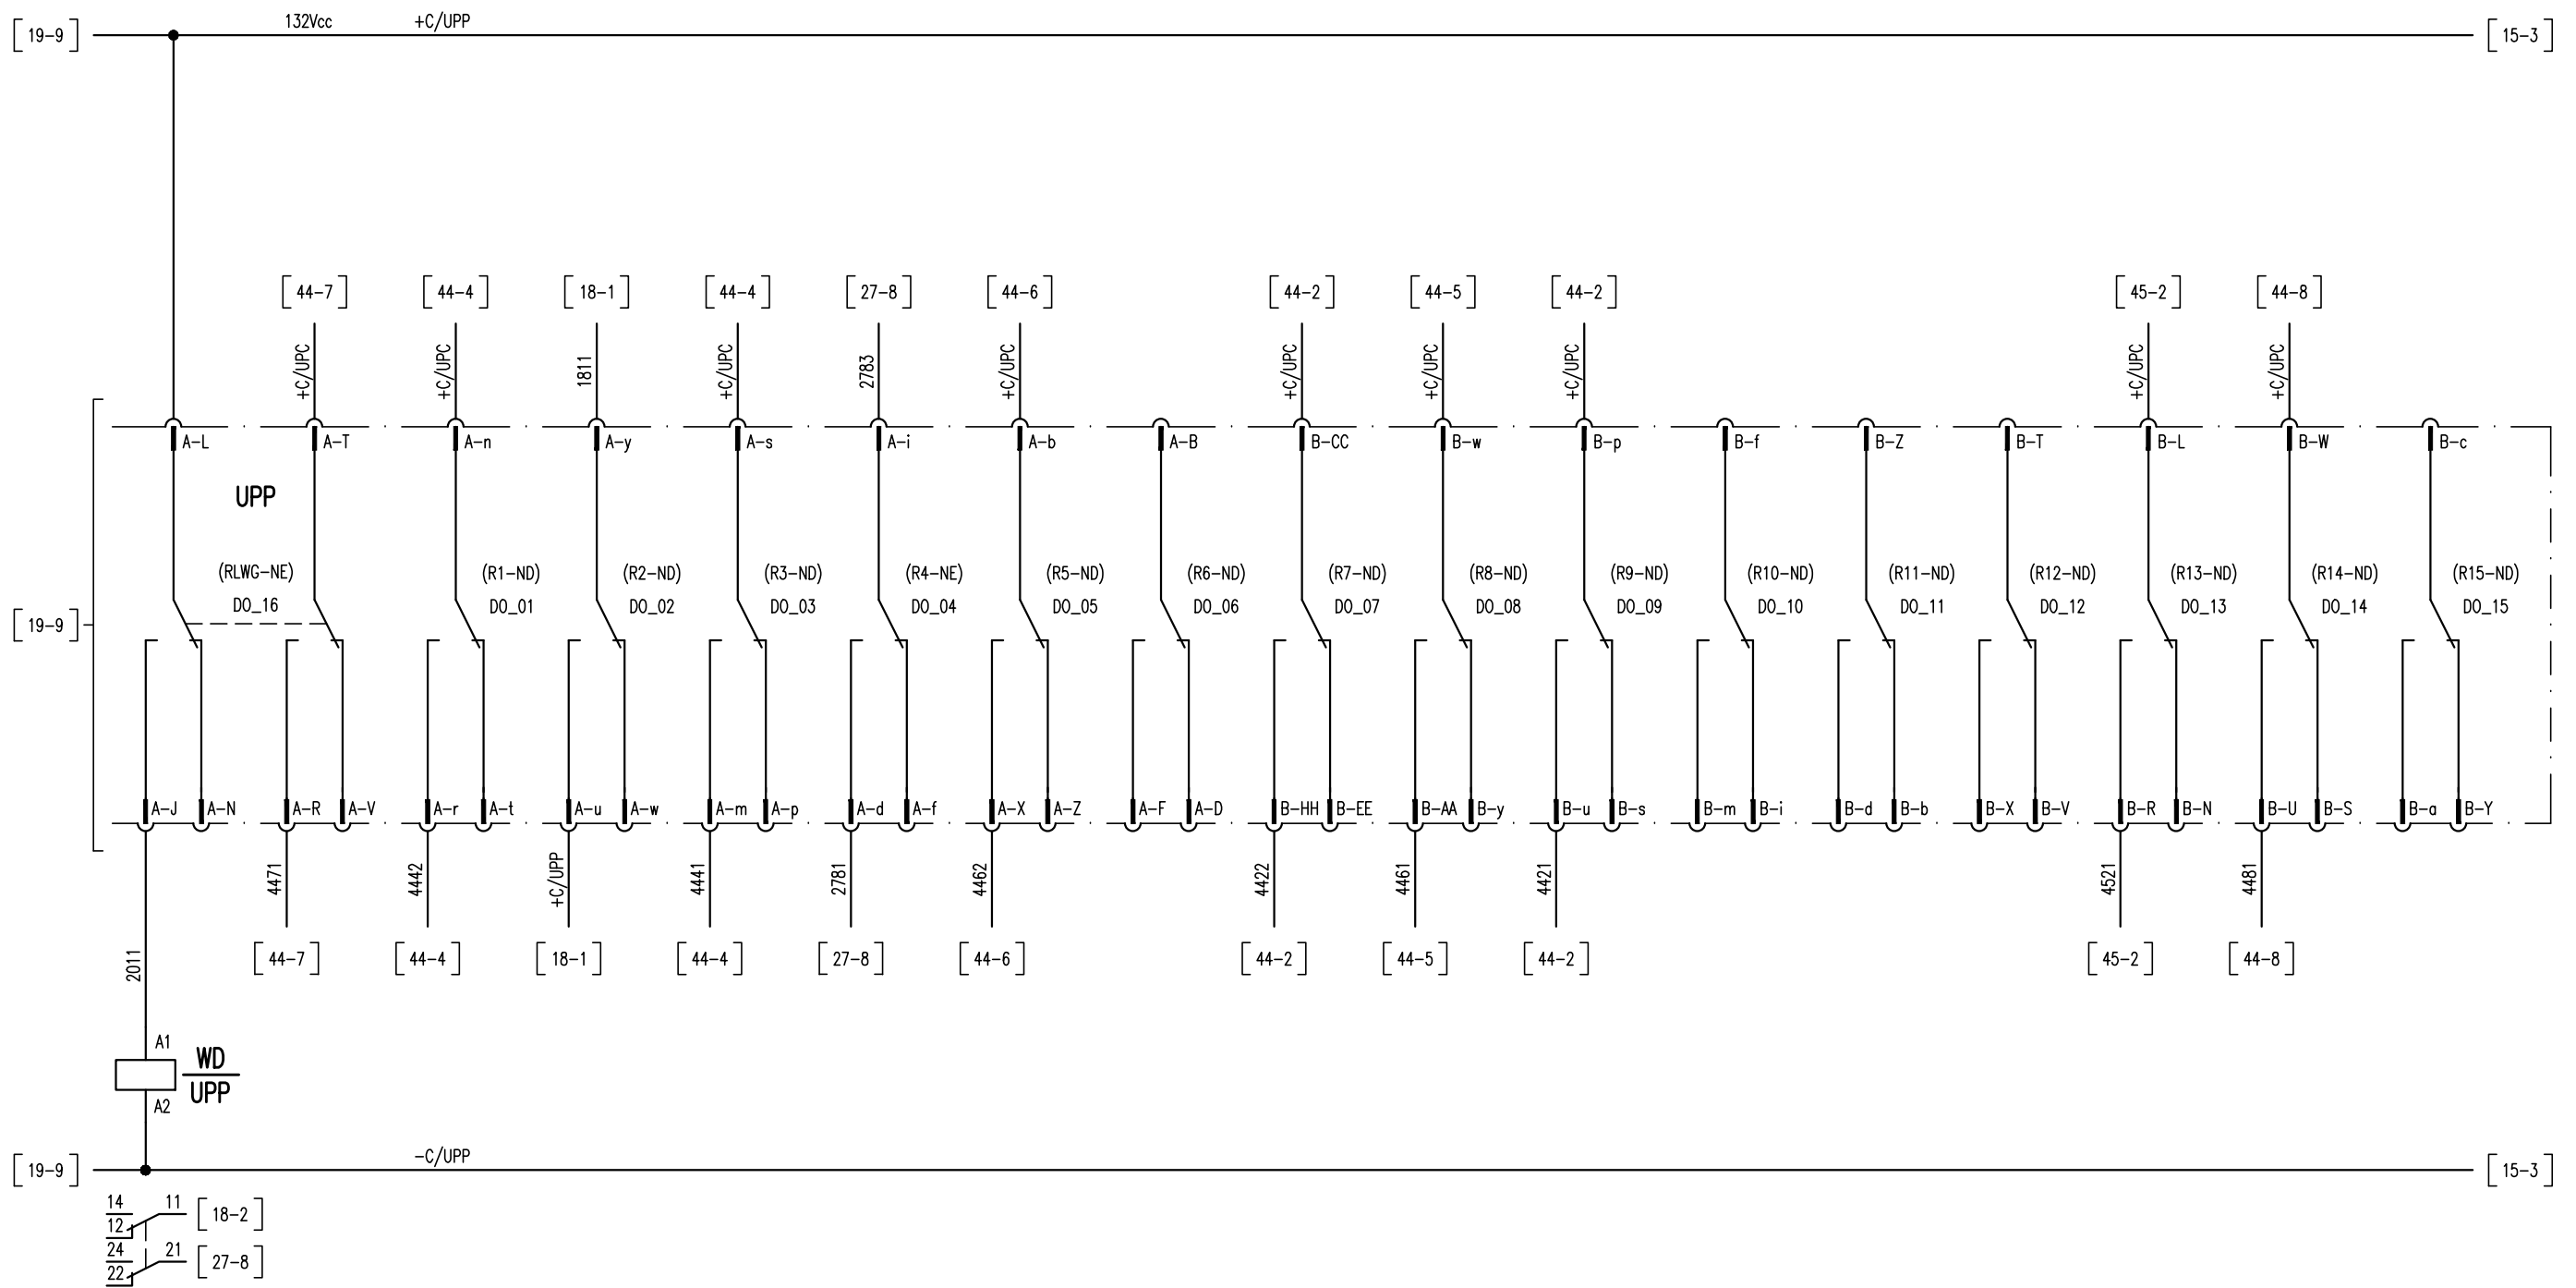 132Vcc +C/UPP
[19-9] [15-3]
[44-7] [44-4] [18-1] [44-4] [27-8] [44-6] [44-2] [44-5] [44-2] [45-2] [44-8]
+C/UPC +C/UPC 1811 +C/UPC 2783 +C/UPC +C/UPC +C/UPC +C/UPC +C/UPC +C/UPC
A-L A-T A-n A-y A-s A-i A-b A-B B-CC B-w B-p B-f B-Z B-T B-L B-W B-c
UPP
(RLWG-NE) (R1-ND) (R2-ND) (R3-ND) (R4-NE) (R5-ND) (R6-ND) (R7-ND) (R8-ND) (R9-ND) (R10-ND) (R11-ND) (R12-ND) (R13-ND) (R14-ND) (R15-ND)
DO_16 DO_01 DO_02 DO_03 DO_04 DO_05 DO_06 DO_07 DO_08 DO_09 DO_10 DO_11 DO_12 DO_13 DO_14 DO_15
[19-9]
A-J A-N A-R A-V A-r A-t A-u A-w A-m A-p A-d A-f A-X A-Z A-F A-D B-HH B-EE B-AA B-y B-u B-s B-m B-i B-d B-b B-X B-V B-R B-N B-U B-S B-a B-Y
4471 4442 +C/UPP 4441 2781 4462 4422 4461 4421 4521 4481
2011 [44-7] [44-4] [18-1] [44-4] [27-8] [44-6] [44-2] [44-5] [44-2] [45-2] [44-8]
A1
WD
UPP
A2
-C/UPP
[19-9] [15-3]
14 11 [18-2]
12
24 21 [27-8]
22